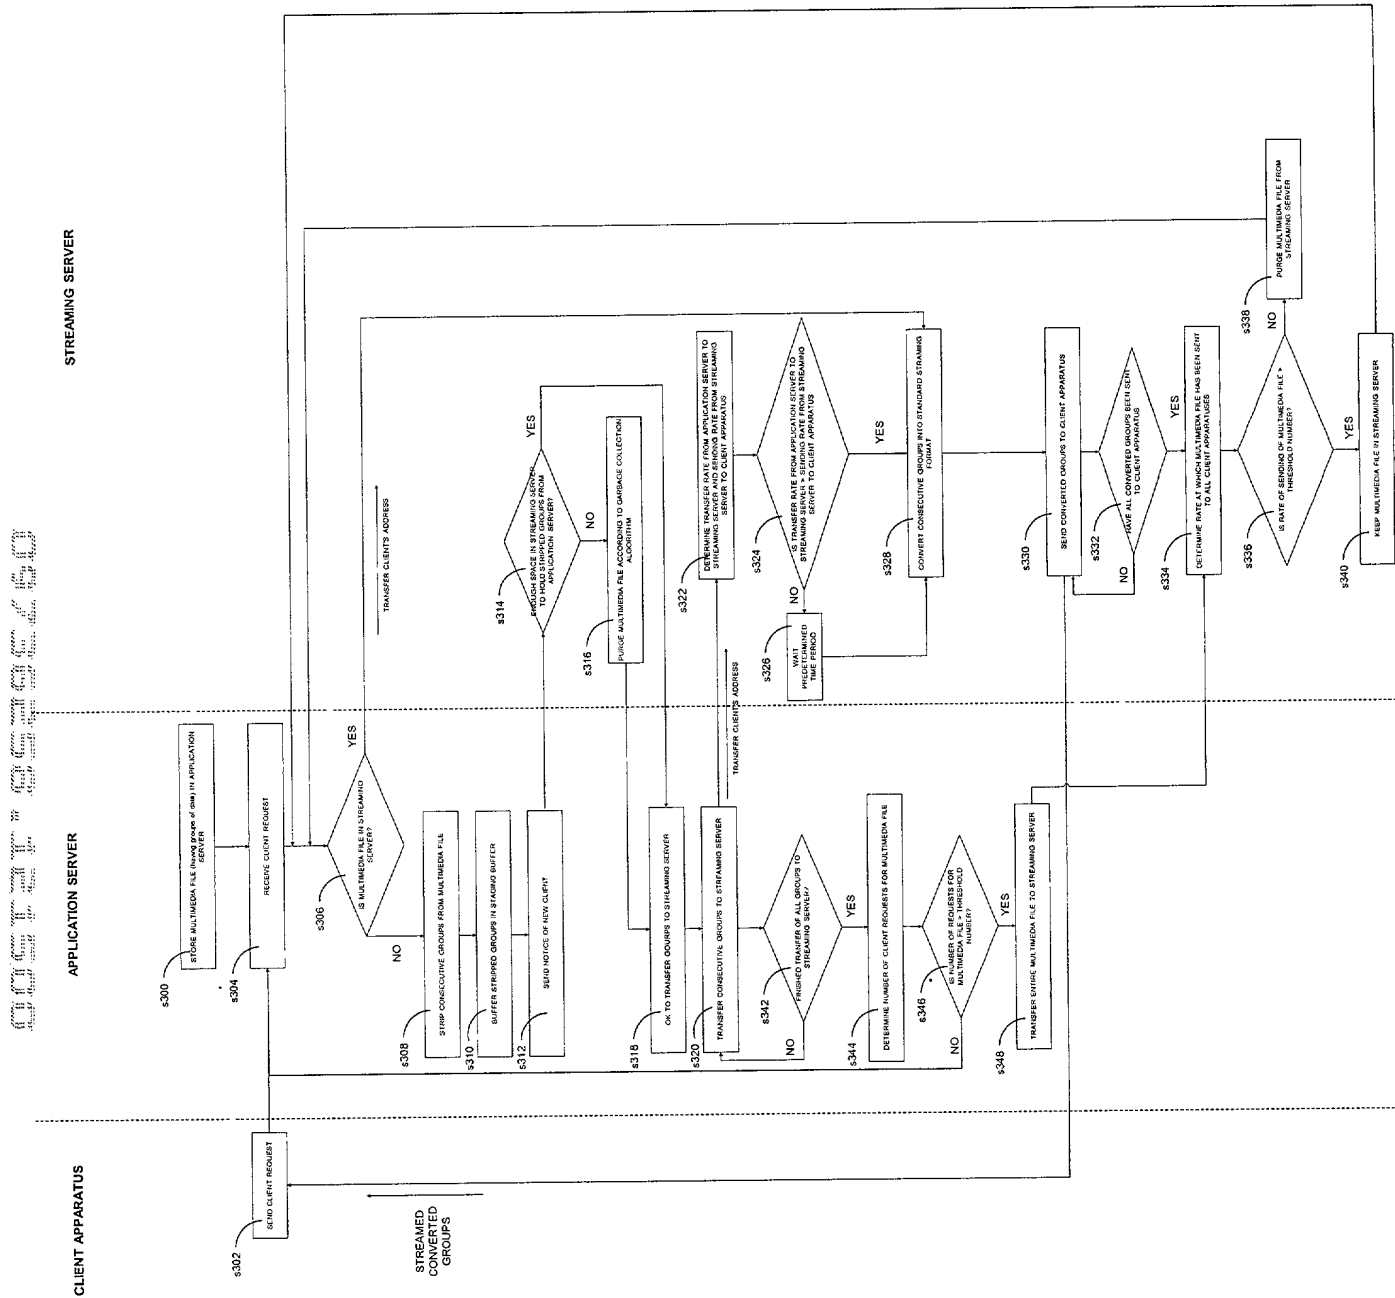 CLIENT APPARATUS
APPLICATION SERVER
STREAMING SERVER
s300
STORE MULTIMEDIA FILE (having groups of data) IN APPLICATION
SERVER
s302
SEND CLIENT REQUEST
s304
RECEIVE CLIENT REQUEST
s306
IS MULTIMEDIA FILE IN STREAMING
SERVER?
YES
NO
s308
STRIP CONSECUTIVE GROUPS FROM MULTIMEDIA FILE
TRANSFER CLIENT'S ADDRESS
STREAMED
CONVERTED
GROUPS
s310
BUFFER STRIPPED GROUPS IN STAGING BUFFER
s312
SEND NOTICE OF NEW CLIENT
s314
ENOUGH SPACE IN STREAMING SERVER
TO HOLD STRIPPED GROUPS FROM
APPLICATION SERVER?
YES
NO
s316
PURGE MULTIMEDIA FILE ACCORDING TO GARBAGE COLLECTION
ALGORITHM
s318
OK TO TRANSFER GOURPS TO STREAMING SERVER
s320
TRANSFER CONSECUTIVE GROUPS TO STREAMING SERVER
TRANSFER CLIENT'S ADDRESS
s322
DETERMINE TRANSFER RATE FROM APPLICATION SERVER TO
STREAMING SERVER AND SENDING RATE FROM STREAMING
SERVER TO CLIENT APPARATUS
s324
IS TRANSFER RATE FROM APPLICATION SERVER TO
STREAMING SERVER > SENDING RATE FROM STREAMING
SERVER TO CLIENT APPARATUS
YES
NO
s326
WAIT
PREDETERMINED
TIME PERIOD
s328
CONVERT CONSECUTIVE GROUPS INTO STANDARD STRAMING
FORMAT
s342
FINISHED TRANFER OF ALL GROUPS TO
STREAMING SERVER?
YES
NO
s344
DETERMINE NUMBER OF CLIENT REQUESTS FOR MULTIMEDIA FILE
s346
IS NUMBER OF REQUESTS FOR
MULTIMEDIA FILE > THRESHOLD
NUMBER?
YES
NO
s348
TRANSFER ENTIRE MULTIMEDIA FILE TO STREAMING SERVER
s330
SEND CONVERTED GROUPS TO CLIENT APPARATUS
s332
HAVE ALL CONVERTED GROUPS BEEN SENT
TO CLIENT APPARATUS
YES
NO
s334
DETERMINE RATE AT WHICH MULTIMEDIA FILE HAS BEEN SENT
TO ALL CLIENT APPARATUSES
s336
IS RATE OF SENDING OF MULTIMEDIA FILE >
THRESHOLD NUMBER?
YES
NO
s338
PURGE MULTIMEDIA FILE FROM
STREAMING SERVER
s340
KEEP MULTIMEDIA FILE IN STREAMING SERVER